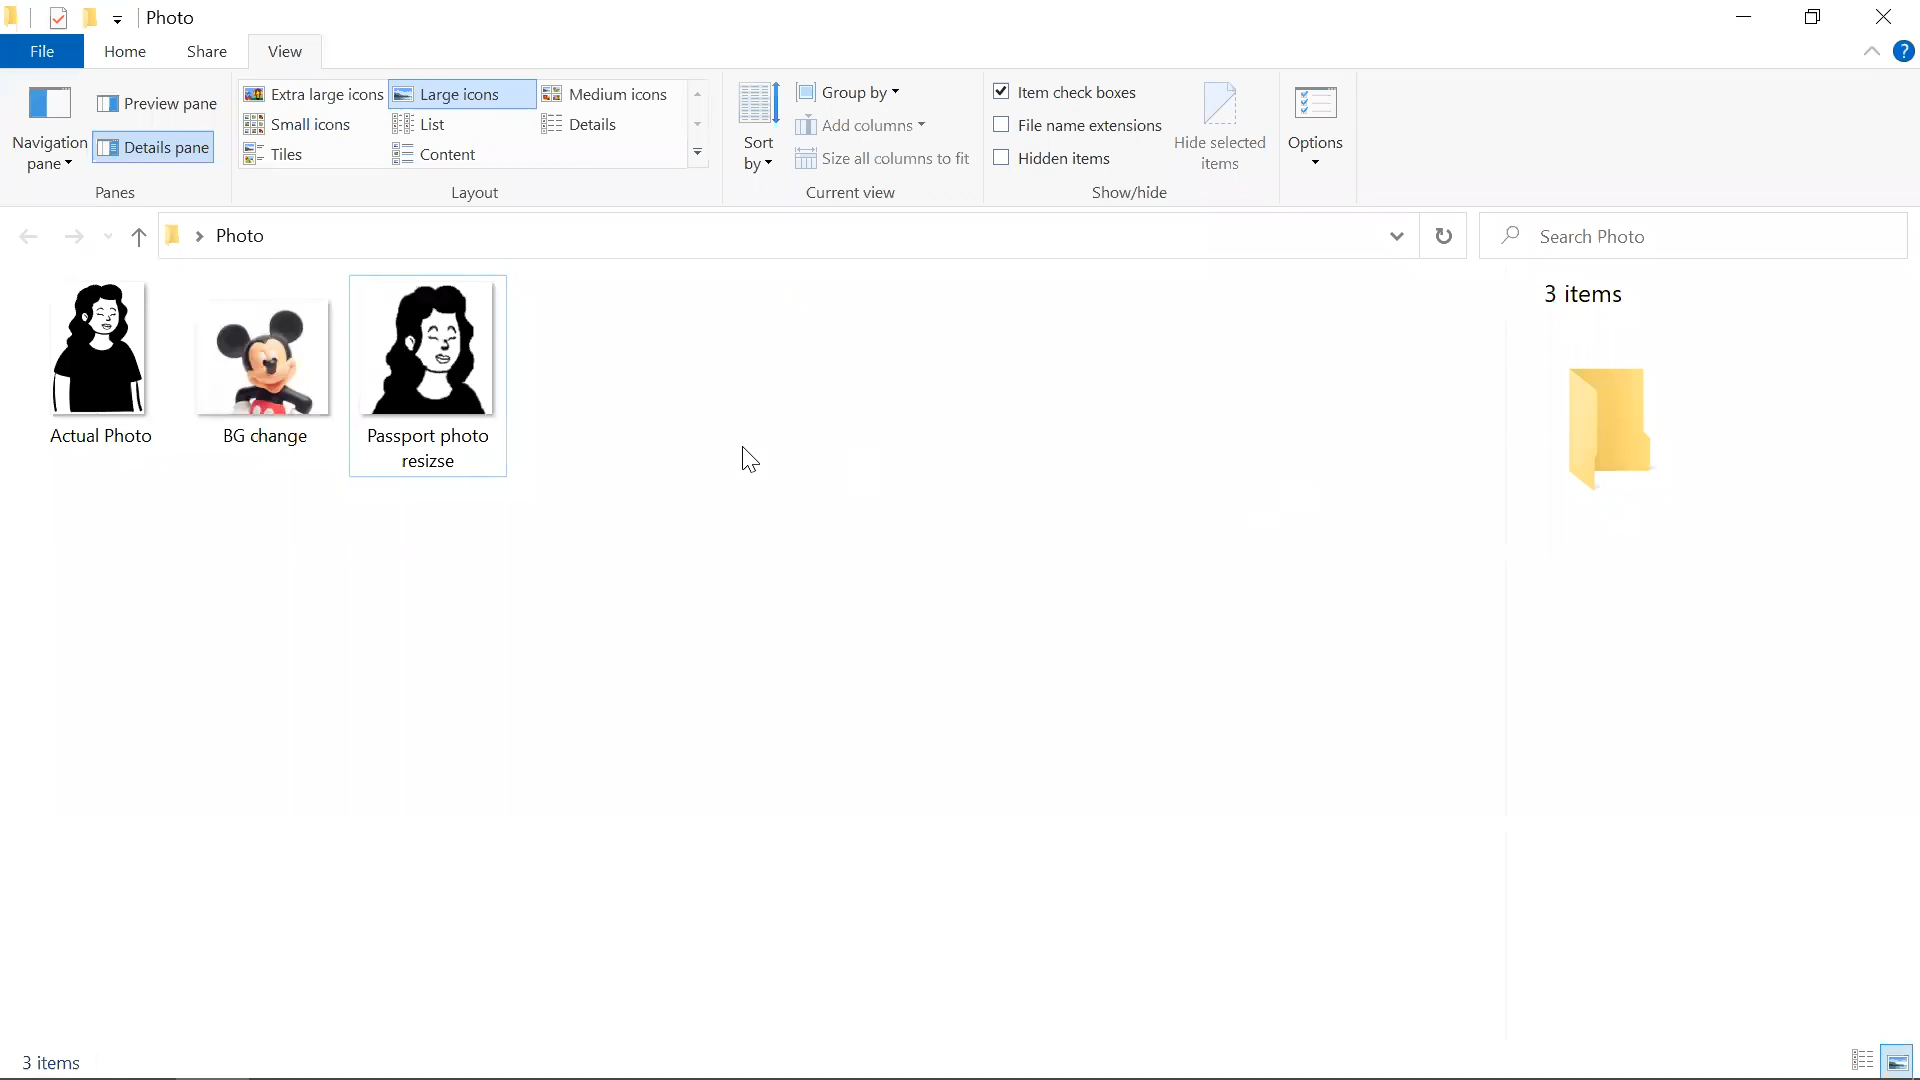 Photo
File Home Share View
Navigation pane
Preview pane
Details pane
Panes
Extra large icons Large icons Medium icons
Small icons List Details
Tiles Content
Layout
Sort by
Group by
Add columns
Size all columns to fit
Current view
Item check boxes
File name extensions
Hidden items
Show/hide
Hide selected items
Options
?
Photo
Search Photo
Actual Photo
BG change
Passport photo
resizse
3 items
3 items